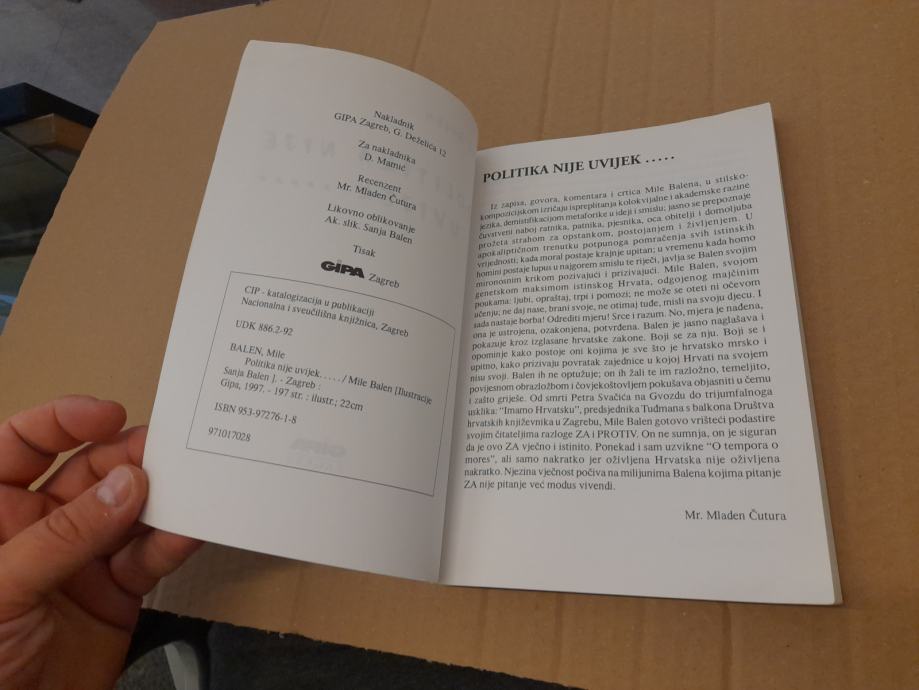 Nakladnik
GIPA Zagreb, G. Deželića 12
Za nakladnika
D. Mamić
Recenzent
Mr. Mladen Čutura
Likovno oblikovanje
Ak. slik. Sanja Balen
Tisak
GIPA Zagreb
CIP - katalogizacija u publikaciji
Nacionalna i sveučilišna knjižnica, Zagreb
UDK 886.2-92
BALEN, Mile
Politika nije uvijek. . . . . / Mile Balen [Ilustracije
Sanja Balen ]. - Zagreb :
Gipa, 1997. - 197 str. : ilustr.; 22cm
ISBN 953-97276-1-8
971017028
POLITIKA NIJE UVIJEK . . . . .
Iz zapisa, govora, komentara i crtica Mile Balena, u stilsko-
kompozicijskom izričaju ispreplitanja kolokvijalne i akademske razine
jezika, demistifikacijom metaforike u ideji i smislu, jasno se prepoznaje
čuvstveni naboj ratnika, patnika, pjesnika, oca obitelji i domoljuba
prožeta strahom za opstankom, postojanjem i življenjem. U
apokaliptičnom trenutku potpunoga pomračenja svih istinskih
vrijednosti; kada moral postaje krajnje upitan; u vremenu kada homo
homini postaje lupus u najgorem smislu te riječi, javlja se Balen svojim
mironosnim krikom pozivajući i prizivajući. Mile Balen, svojom
genetskom maksimom istinskog Hrvata, odgojenog majčinim
poukama: ljubi, opraštaj, trpi i pomozi; ne može se oteti ni očevom
učenju; ne daj naše, brani svoje, ne otimaj tuđe, misli na svoju djecu. I
sada nastaje borba! Odrediti mjeru! Srce i razum. No, mjera je nađena,
ona je ustrojena, ozakonjena, potvrđena. Balen je jasno naglašava i
pokazuje kroz izglasane hrvatske zakone. Boji se za nju. Boji se i
opominje kako postoje oni kojima je sve što je hrvatsko mrsko i
upitno, kako prizivaju povratak zajednice u kojoj Hrvati na svojem
nisu svoji. Balen ih ne optužuje; on ih žali te im razložno, temeljito,
povijesnom obrazložbom i čovjekoštovljem pokušava objasniti u čemu
i zašto griješe. Od smrti Petra Svačića na Gvozdu do trijumfalnoga
usklika: "Imamo Hrvatsku", predsjednika Tuđmana s balkona Društva
hrvatskih književnika u Zagrebu, Mile Balen gotovo vrišteći podastire
svojim čitateljima razloge ZA i PROTIV. On ne sumnja, on je siguran
da je ovo ZA vječno i istinito. Ponekad i sam uzvikne "O tempora o
mores", ali samo nakratko jer oživljena Hrvatska nije oživljena
nakratko. Njezina vječnost počiva na milijunima Balena kojima pitanje
ZA nije pitanje već modus vivendi.
Mr. Mladen Čutura